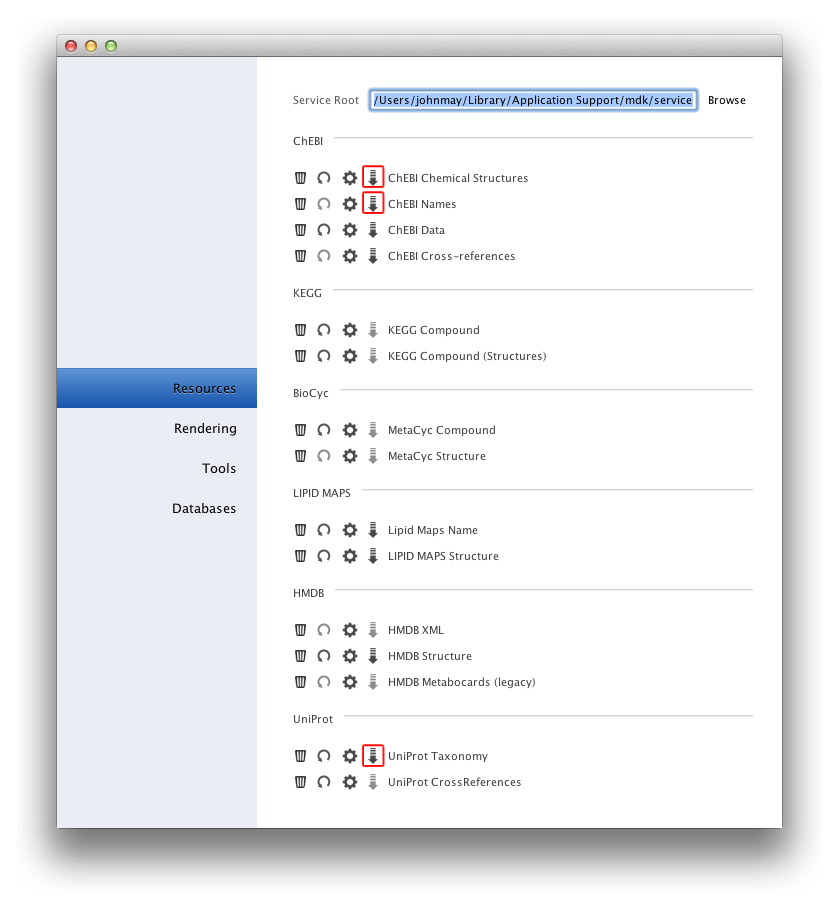 Service Root /Users/johnmay/Library/Application Support/mdk/service Browse
ChEBI
ChEBI Chemical Structures
ChEBI Names
ChEBI Data
ChEBI Cross-references
KEGG
KEGG Compound
KEGG Compound (Structures)
Resources
BioCyc
Rendering
MetaCyc Compound
MetaCyc Structure
Tools
LIPID MAPS
Databases
Lipid Maps Name
LIPID MAPS Structure
HMDB
HMDB XML
HMDB Structure
HMDB Metabocards (legacy)
UniProt
UniProt Taxonomy
UniProt CrossReferences